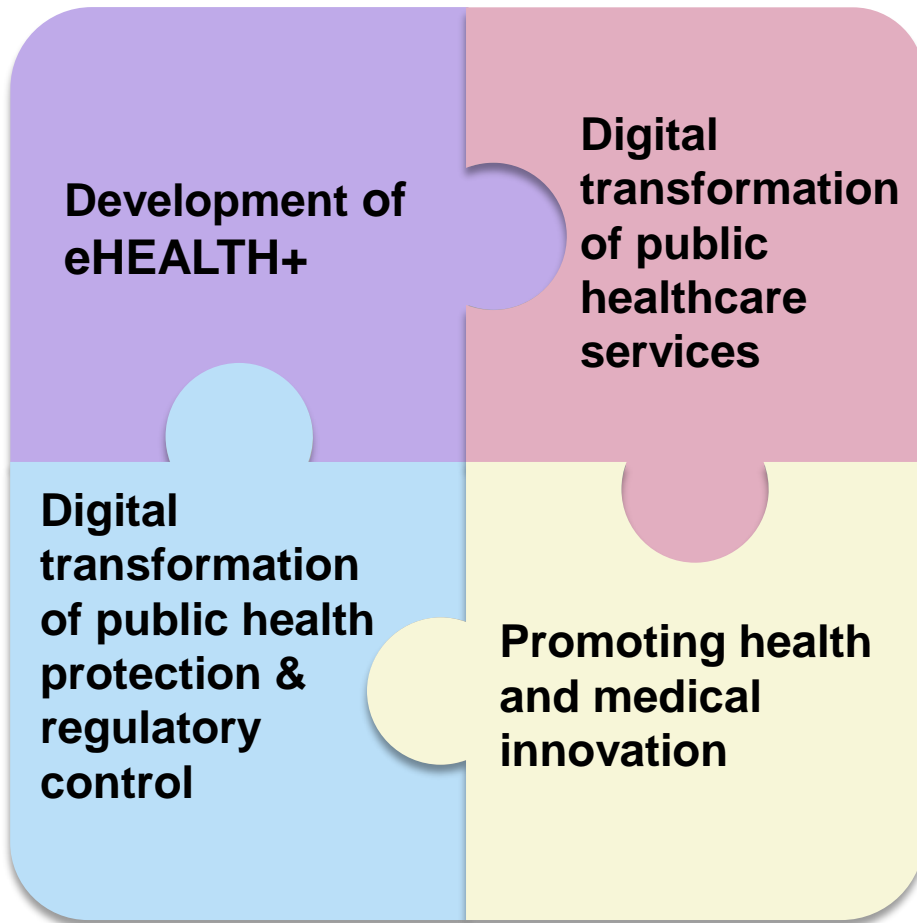 Development of
eHEALTH+
Digital
transformation
of public
healthcare
services
Digital
transformation
of public health
protection &
regulatory
control
Promoting health
and medical
innovation